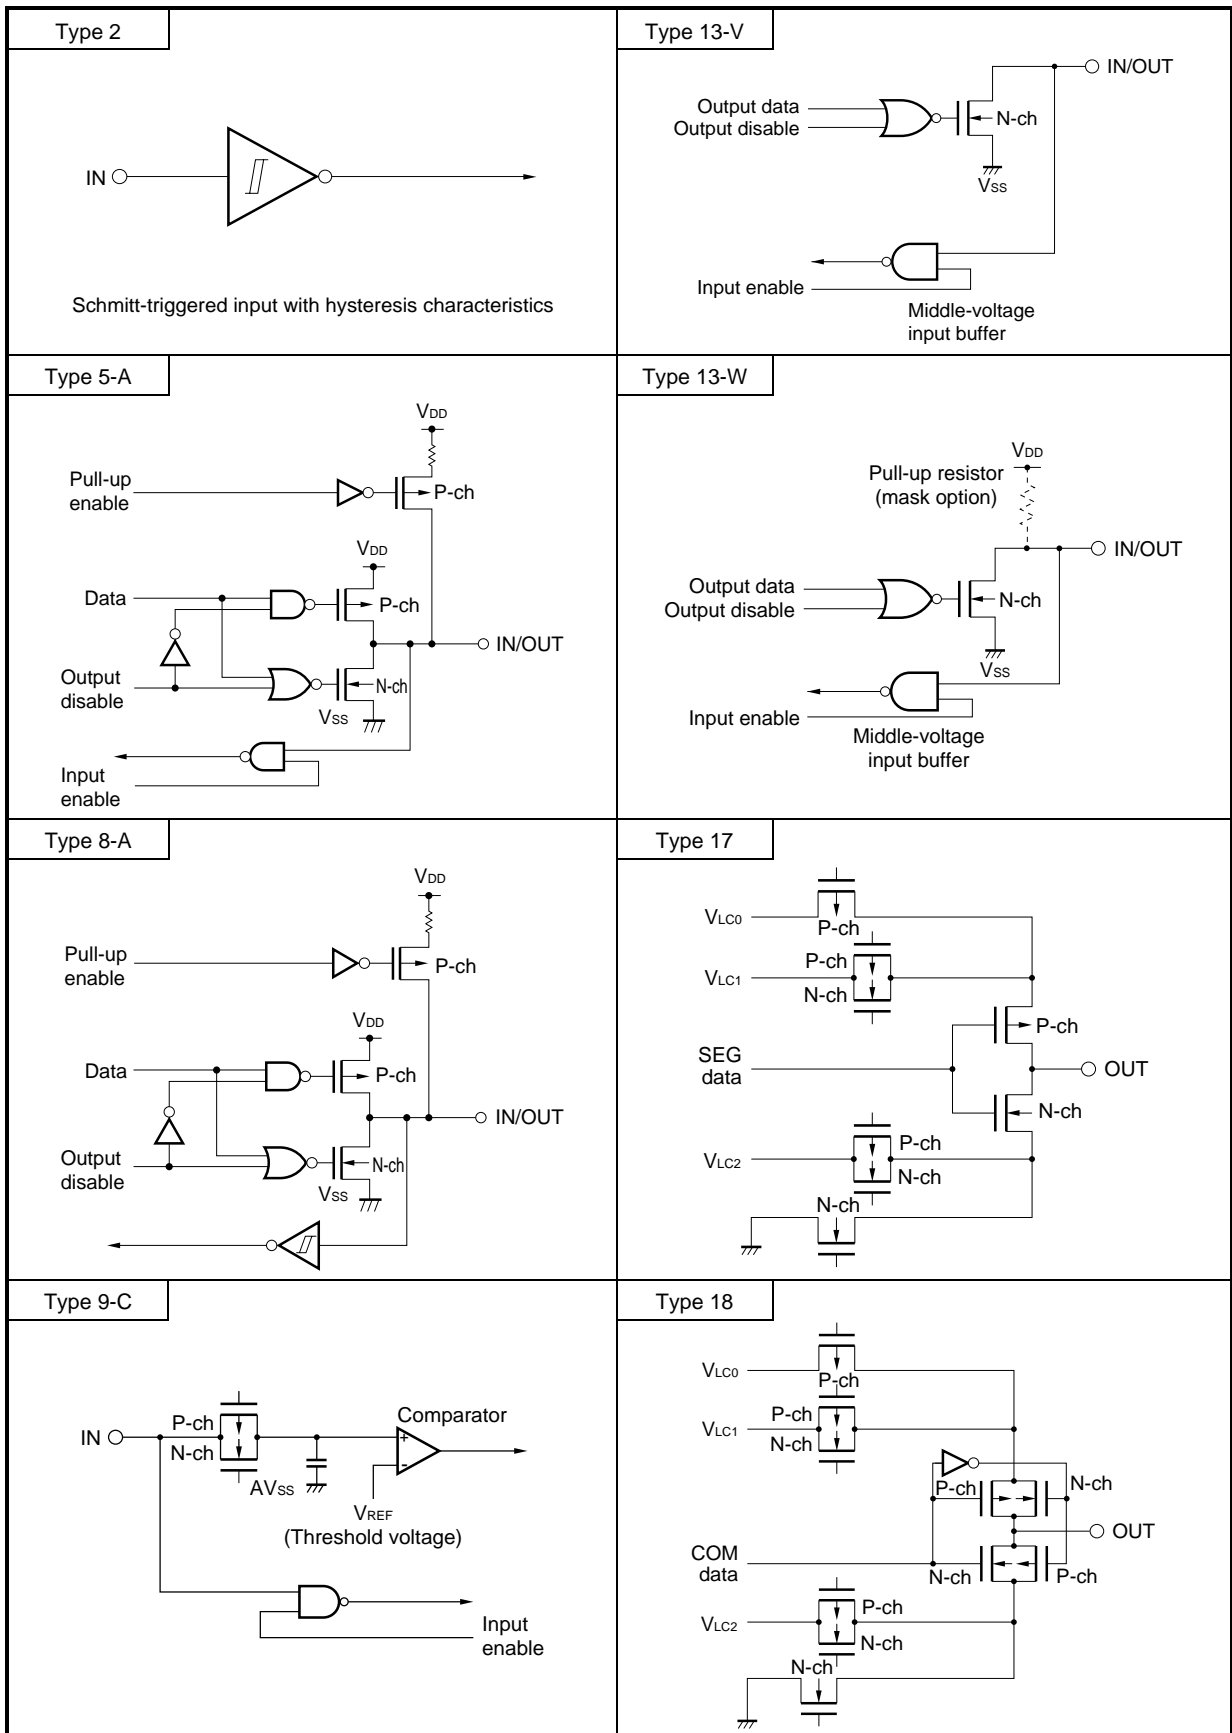 Type 2
IN
Schmitt-triggered input with hysteresis characteristics
Type 13-V
IN/OUT
Output data
Output disable
N-ch
VSS
Input enable
Middle-voltage
input buffer
Type 5-A
VDD
Pull-up
enable
P-ch
VDD
Data
P-ch
IN/OUT
Output
disable
N-ch
VSS
Input
enable
Type 13-W
VDD
Pull-up resistor
(mask option)
IN/OUT
Output data
Output disable
N-ch
VSS
Input enable
Middle-voltage
input buffer
Type 8-A
VDD
Pull-up
enable
P-ch
VDD
Data
P-ch
IN/OUT
Output
disable
N-ch
VSS
Type 17
VLC0
P-ch
P-ch
VLC1
N-ch
P-ch
SEG
data
OUT
N-ch
P-ch
VLC2
N-ch
N-ch
Type 9-C
P-ch
Comparator
IN
+
N-ch
-
AVSS
VREF
(Threshold voltage)
Input
enable
Type 18
VLC0
P-ch
P-ch
VLC1
N-ch
P-ch
N-ch
OUT
COM
data
N-ch
P-ch
P-ch
VLC2
N-ch
N-ch